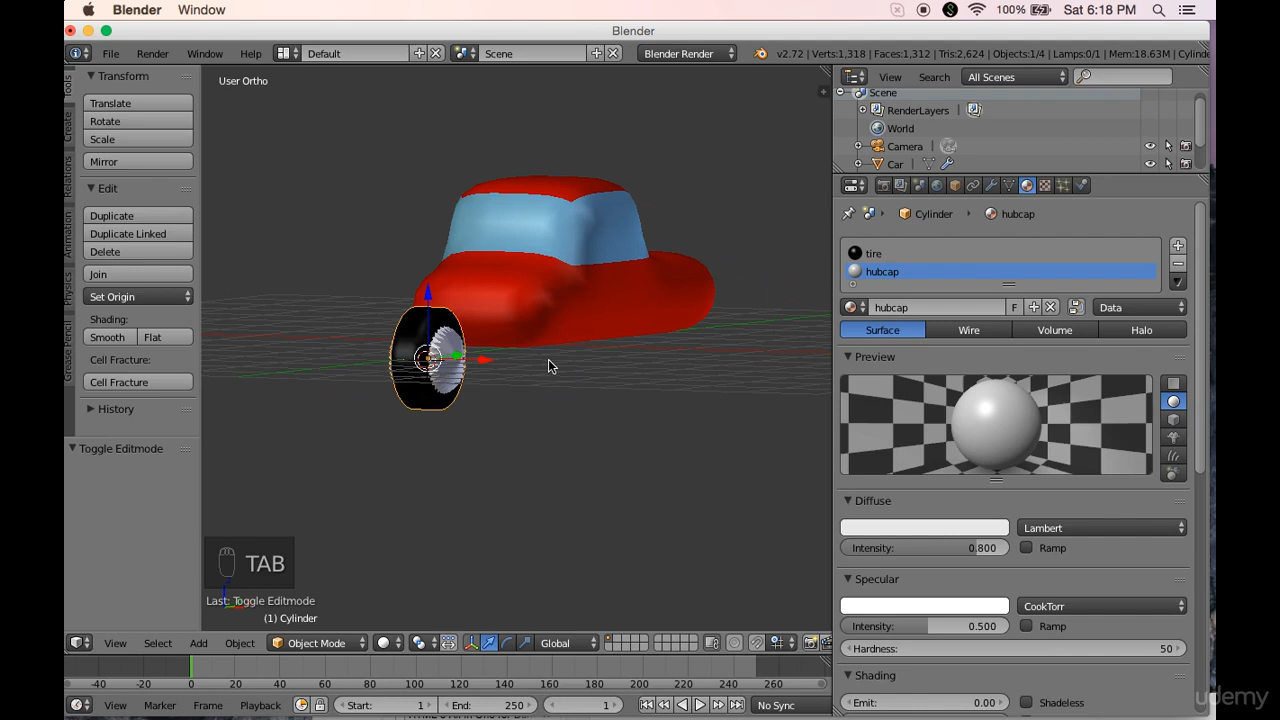 Blender Window 100% Sat 6:18 PM
Blender
File Render Window Help Default Scene Blender Render v2.72 | Verts:1,318 | Faces:1,312 | Tris:2,624 | Objects:1/4 | Lamps:0/1 | Mem:18.63M | Cylinde
Tools
Create
Relations
Animation
Physics
Grease Pencil
Transform
Translate
Rotate
Scale
Mirror
Edit
Duplicate
Duplicate Linked
Delete
Join
Set Origin
Shading:
Smooth Flat
Cell Fracture:
Cell Fracture
History
Toggle Editmode
User Ortho
TAB
Last: Toggle Editmode
(1) Cylinder
View Select Add Object Object Mode Global
-40 -20 0 20 40 60 80 100 120 140 160 180 200 220 240 260
View Marker Frame Playback Start: 1 End: 250 1 No Sync
View Search All Scenes
Scene
RenderLayers
World
Camera
Car
Cylinder hubcap
tire
hubcap
hubcap F Data
Surface Wire Volume Halo
Preview
Diffuse
Lambert
Intensity: 0.800 Ramp
Specular
CookTorr
Intensity: 0.500 Ramp
Hardness: 50
Shading
Emit: 0.00 Shadeless
udemy